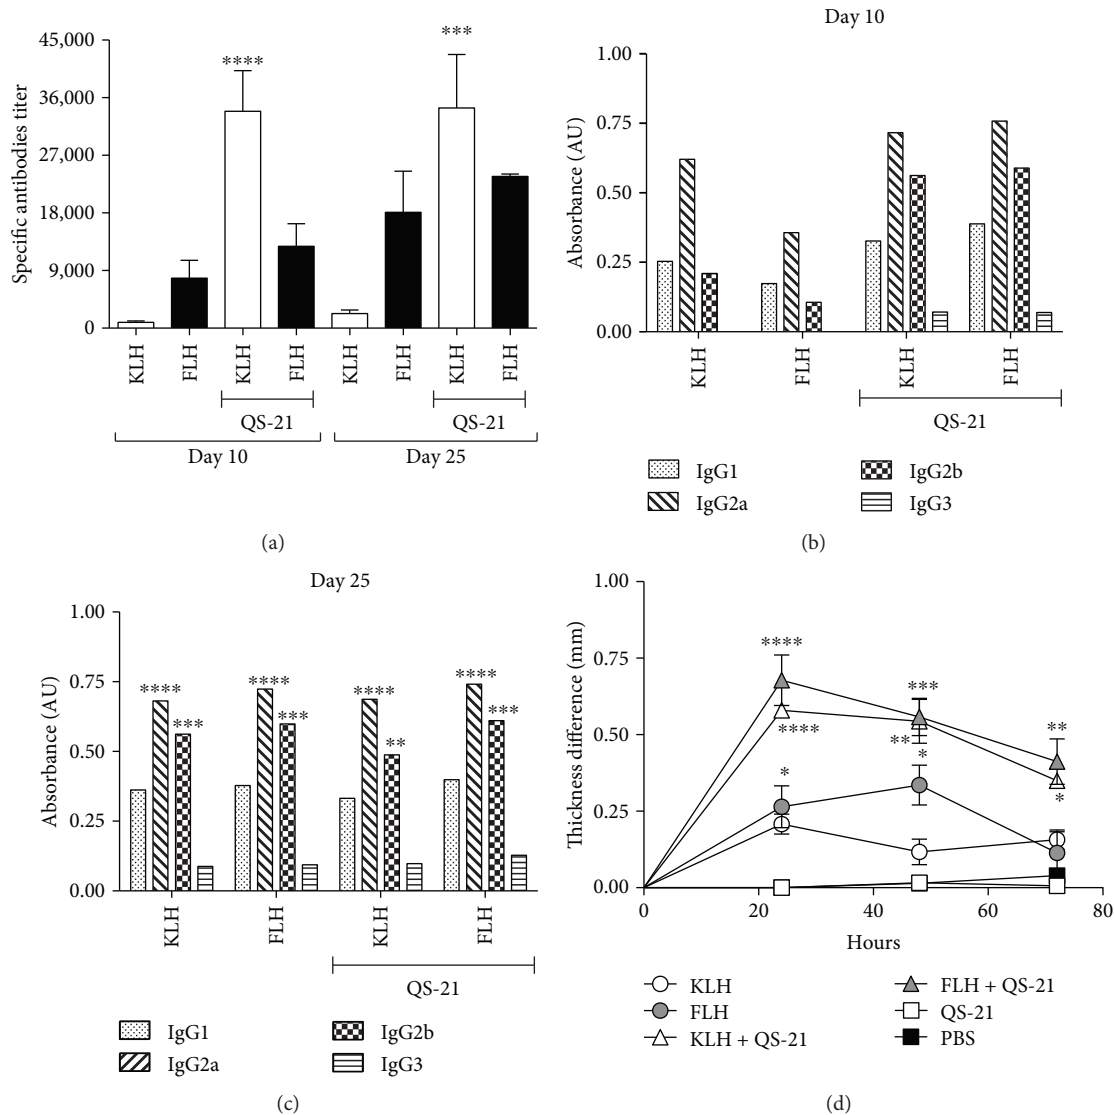 45,000
36,000
27,000
18,000
9,000
0
Specific antibodies titer
****
***
KLH
FLH
KLH
FLH
KLH
FLH
KLH
FLH
QS-21
QS-21
Day 10
Day 25
(a)
Day 10
1.00
0.75
0.50
0.25
0.00
Absorbance (AU)
KLH
FLH
KLH
FLH
QS-21
IgG1
IgG2b
IgG2a
IgG3
(b)
Day 25
1.00
0.75
0.50
0.25
0.00
Absorbance (AU)
****
***
****
***
****
**
****
***
KLH
FLH
KLH
FLH
QS-21
IgG1
IgG2b
IgG2a
IgG3
(c)
1.00
0.75
0.50
0.25
0.00
Thickness difference (mm)
****
****
*
***
**
*
**
*
0
20
40
60
80
Hours
KLH
FLH + QS-21
FLH
QS-21
KLH + QS-21
PBS
(d)